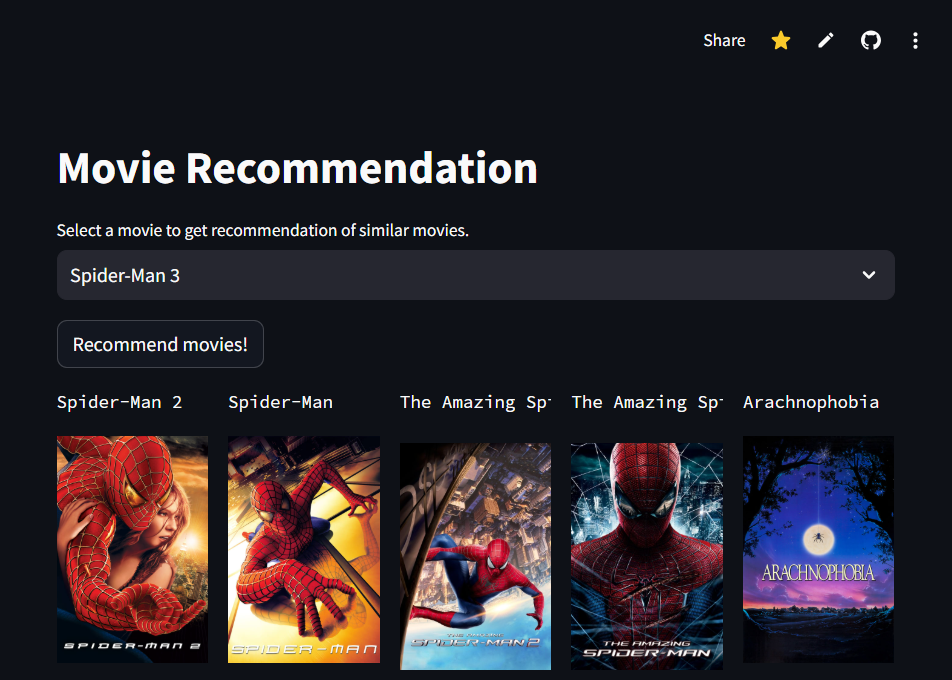 Share
Movie Recommendation
Select a movie to get recommendation of similar movies.
Spider-Man 3
Recommend movies!
Spider-Man 2
Spider-Man
The Amazing Sp
The Amazing Sp
Arachnophobia
SPIDER-MAN 2
SPIDER-MAN
THE AMAZING
SPIDER-MAN 2
THE AMAZING
SPIDER-MAN
ARACHNOPHOBIA